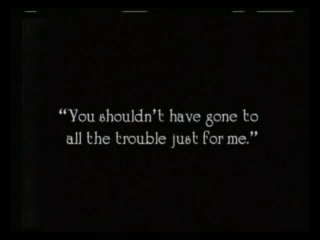 “You shouldn’t have gone to
all the trouble just for me.”